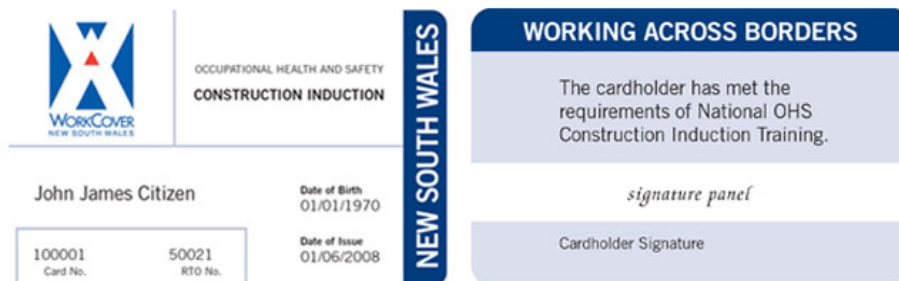 WORKCOVER
NEW SOUTH WALES
OCCUPATIONAL HEALTH AND SAFETY
CONSTRUCTION INDUCTION
John James Citizen
Date of Birth
01/01/1970
Date of Issue
01/06/2008
100001 50021
Card No. RTO No.
NEW SOUTH WALES
WORKING ACROSS BORDERS
The cardholder has met the
requirements of National OHS
Construction Induction Training.
signature panel
Cardholder Signature